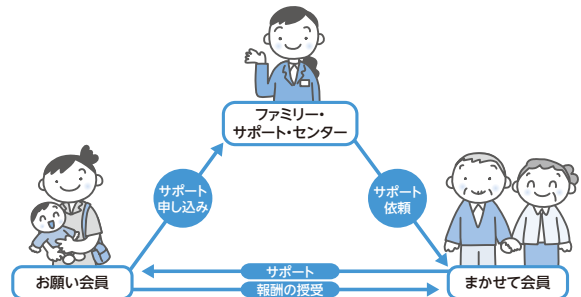 ファミリー・
サポート・センター
サポート
申し込み
サポート
依頼
お願い会員
サポート
報酬の授受
まかせて会員